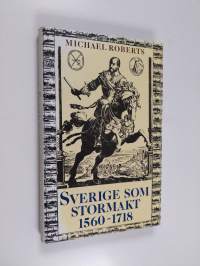 MICHAEL ROBERTS
SVERIGE SOM
STORMAKT
1560-1718